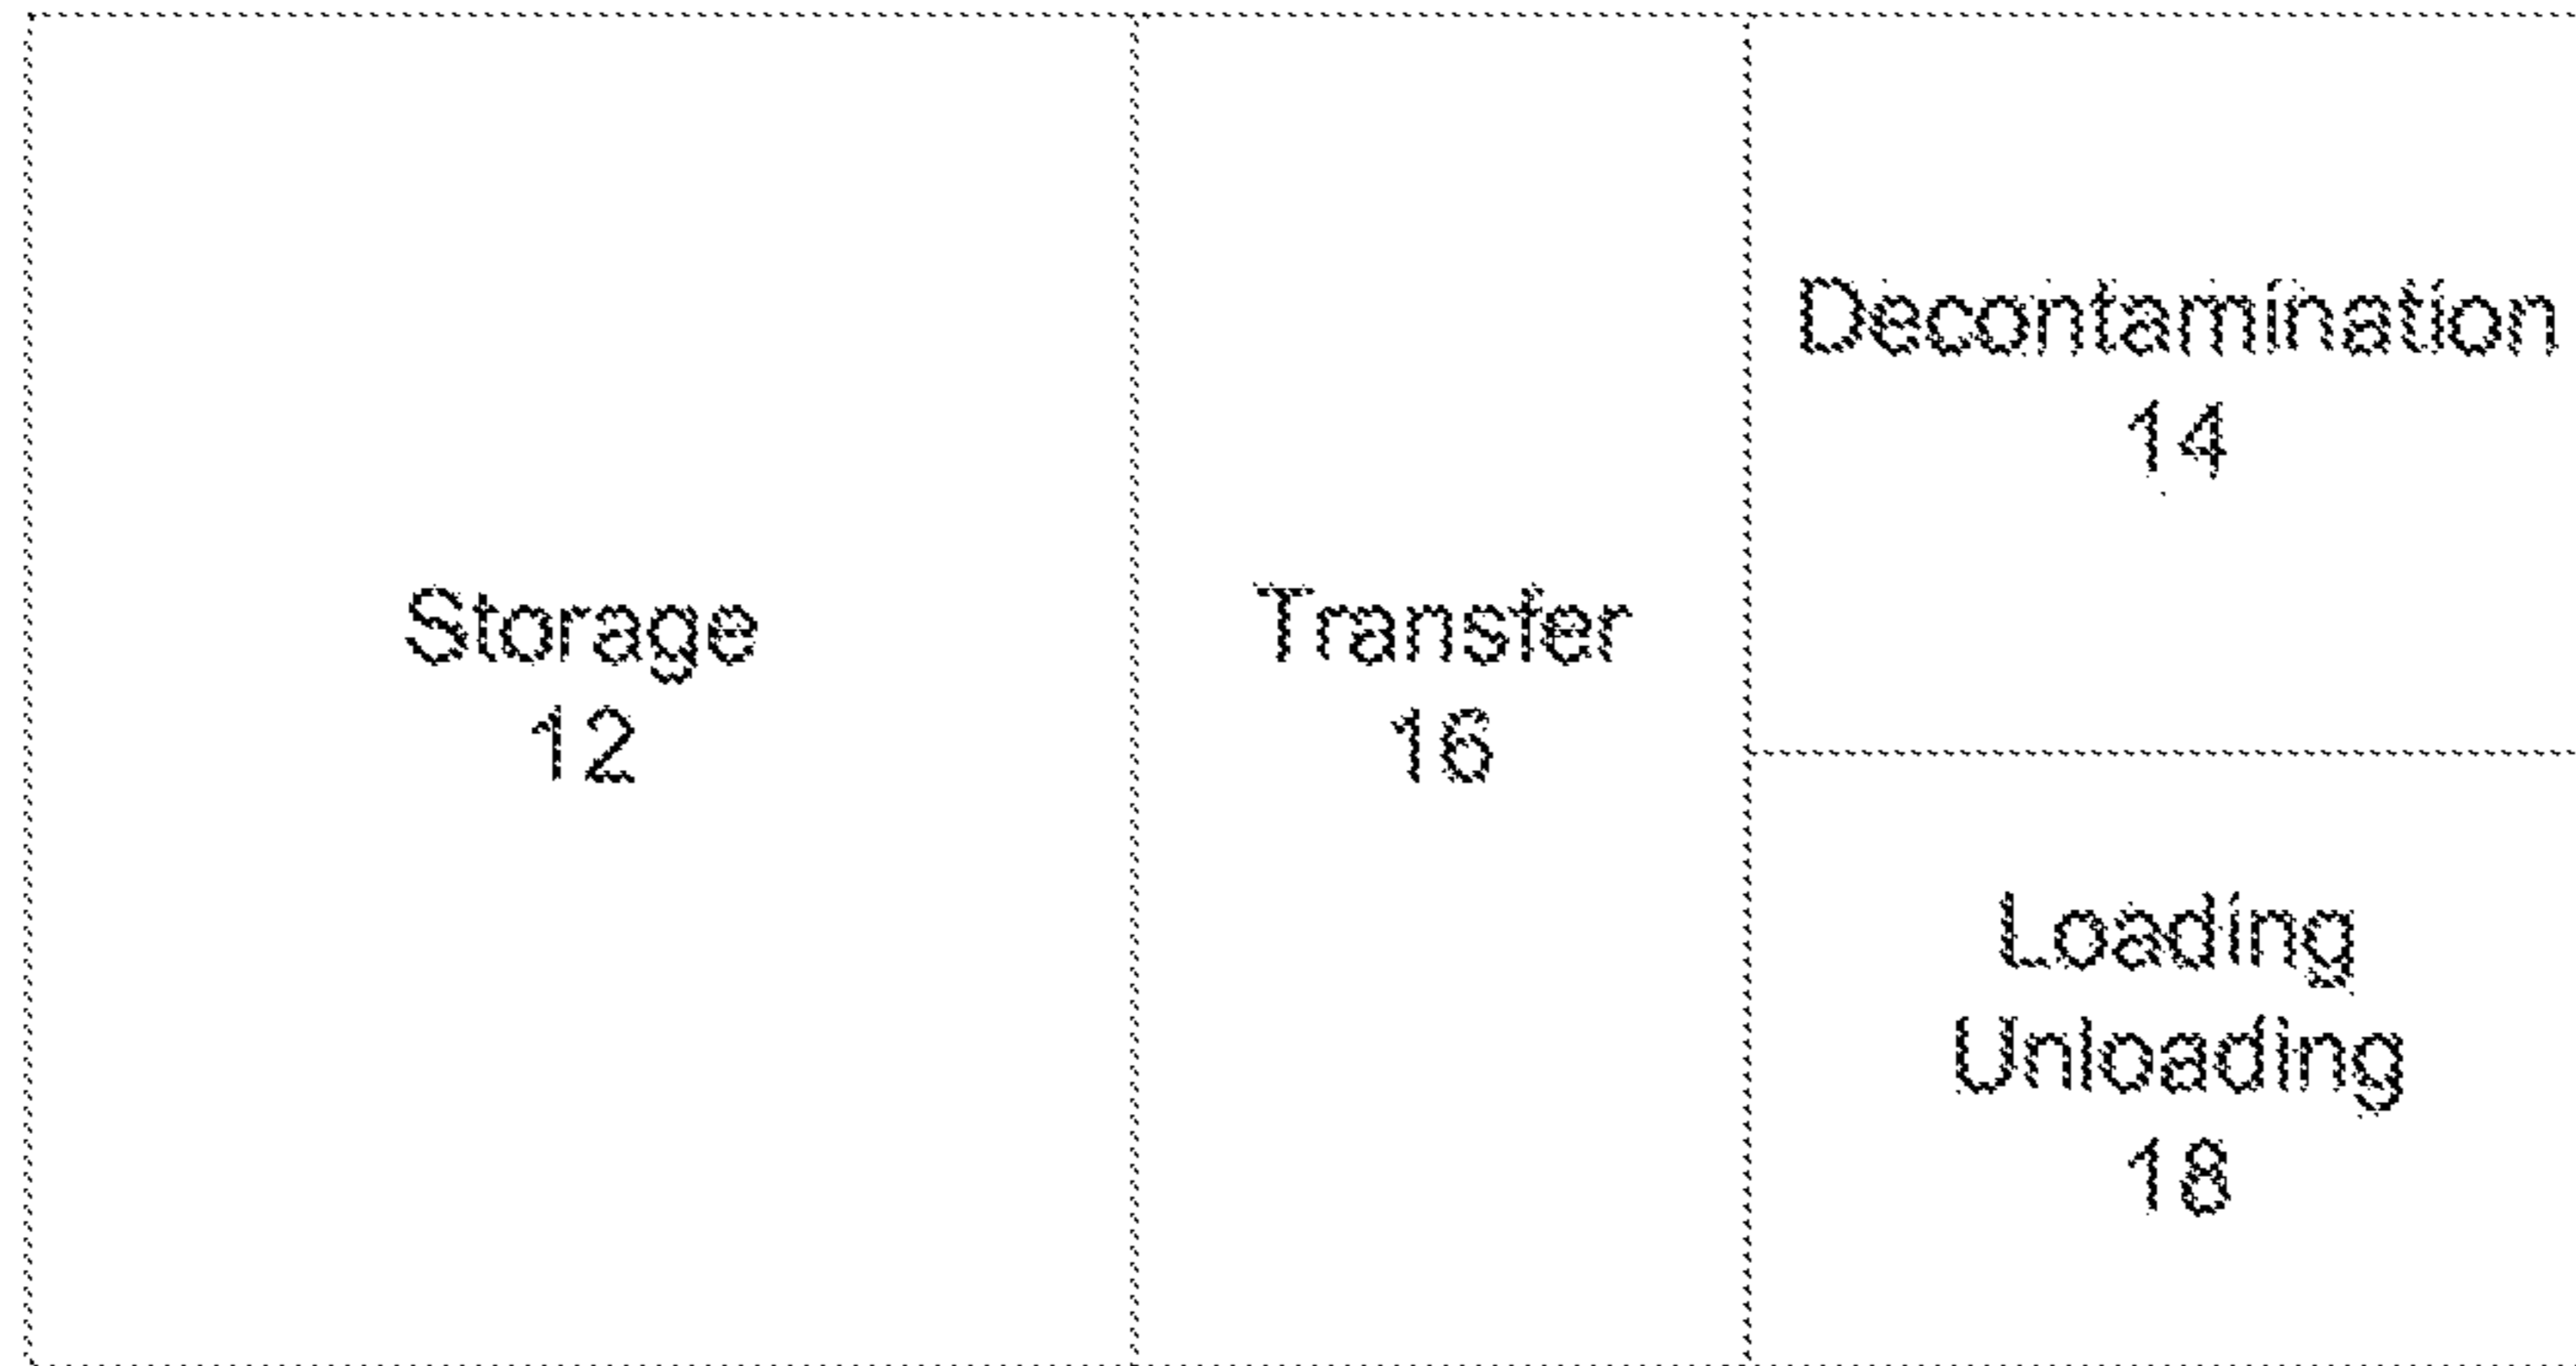 Storage
12
Transfer
16
Decontamination
14
Loading
Unloading
18